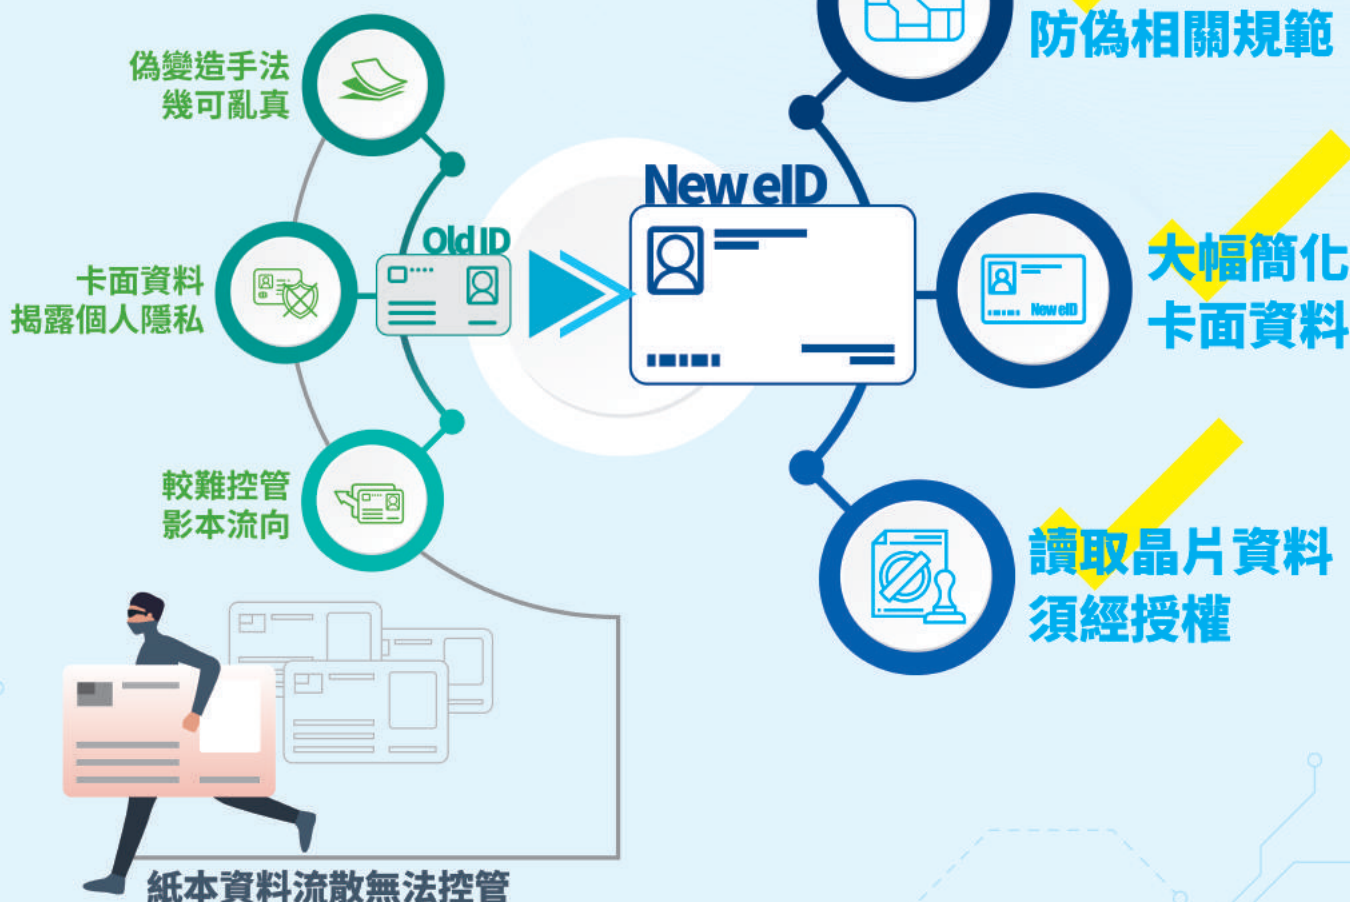 偽變造手法
幾可亂真
卡面資料
揭露個人隱私
較難控管
影本流向
Old ID
New eID
防偽相關規範
大幅簡化
卡面資料
New eID
讀取晶片資料
須經授權
紙本資料流散無法控管